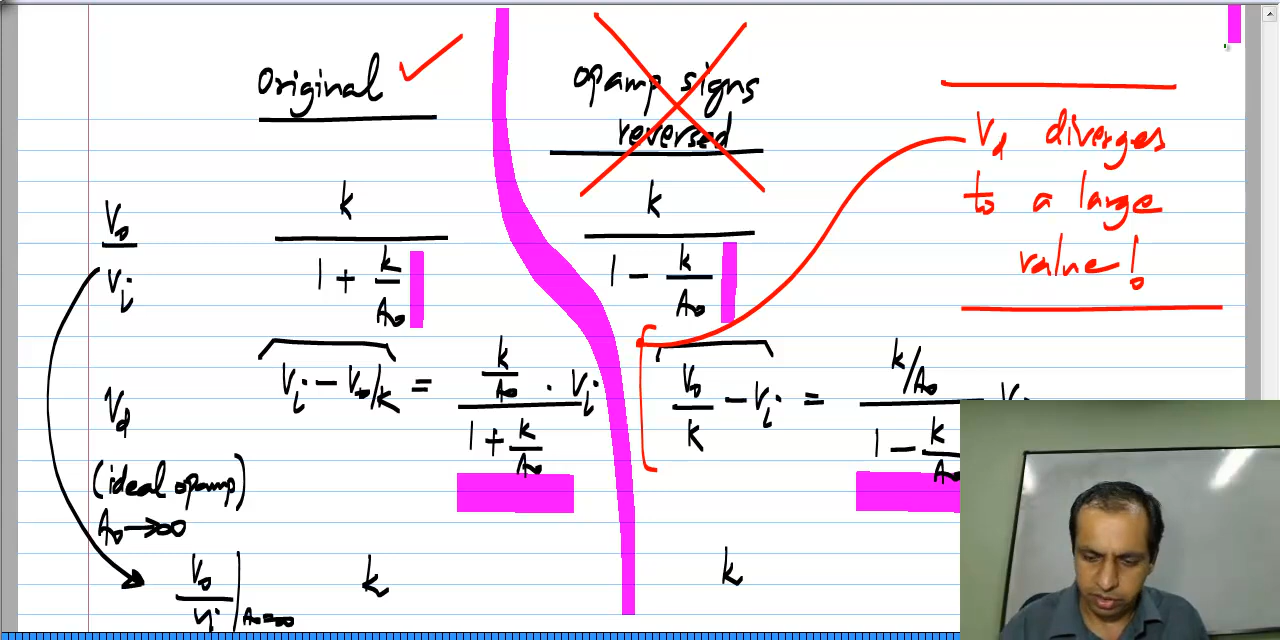 Original
opamp signs
reversed
Vd diverges
to a large
value!
Vo/Vi
k / (1 + k/Ao)
k / (1 - k/Ao)
Vd
Vi - Vo/k = (k/Ao) / (1 + k/Ao) · Vi
Vo/k - Vi = (k/Ao) / (1 - k/Ao)
(ideal opamp)
Ao → ∞
Vo/Vi | Ao=∞
k
k